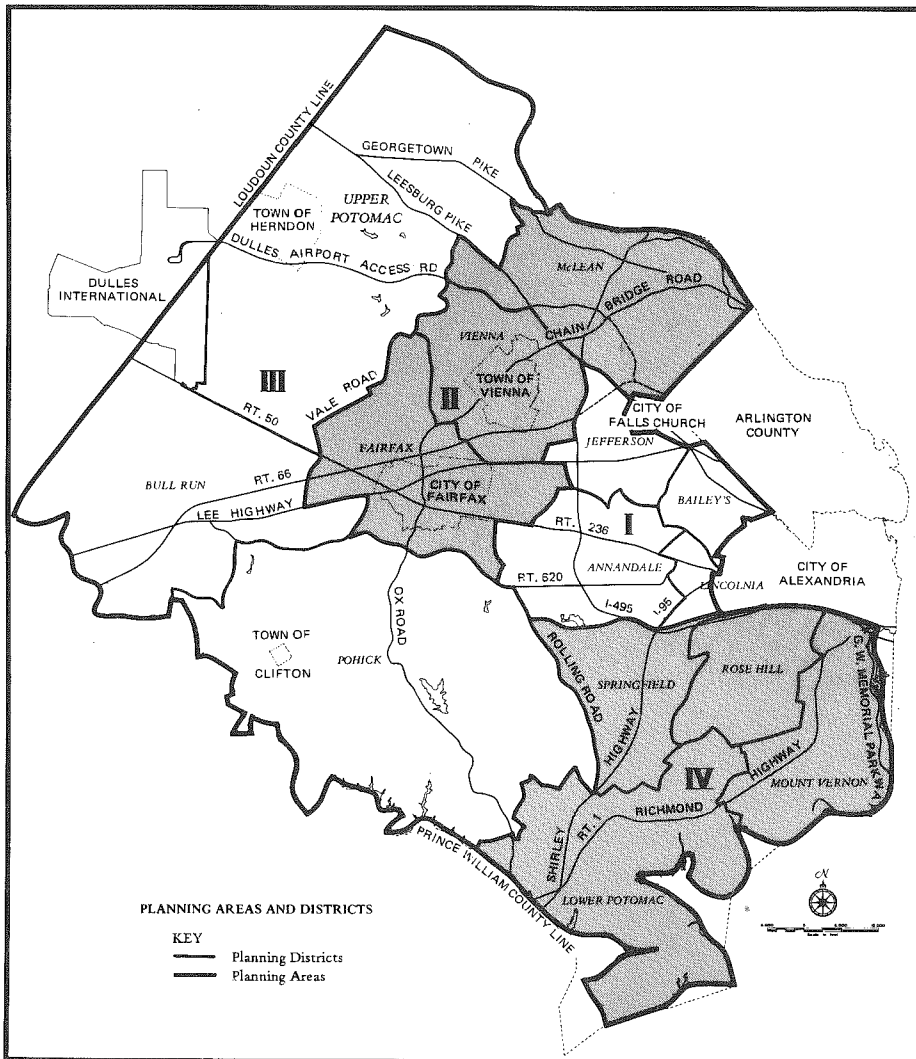 LOUDOUN COUNTY LINE
GEORGETOWN PIKE
LEESBURG PIKE
UPPER
POTOMAC
TOWN OF
HERNDON
DULLES AIRPORT ACCESS RD
DULLES
INTERNATIONAL
McLEAN
CHAIN BRIDGE ROAD
VIENNA
TOWN OF
VIENNA
II
III
VALE ROAD
RT. 50
CITY OF
FALLS CHURCH
ARLINGTON
COUNTY
JEFFERSON
FAIRFAX
RT. 66
BULL RUN
CITY OF
FAIRFAX
BAILEY'S
LEE HIGHWAY
I
RT. 236
ANNANDALE
RT. 620
LINCOLNIA
CITY OF
ALEXANDRIA
I-495
I-95
OX ROAD
TOWN OF
CLIFTON
POHICK
ROLLING ROAD
SPRINGFIELD
ROSE HILL
G. W. MEMORIAL PARKWAY
SHIRLEY HIGHWAY
IV
RICHMOND HIGHWAY
MOUNT VERNON
RT. 1
PRINCE WILLIAM COUNTY LINE
LOWER POTOMAC
N
PLANNING AREAS AND DISTRICTS
KEY
Planning Districts
Planning Areas